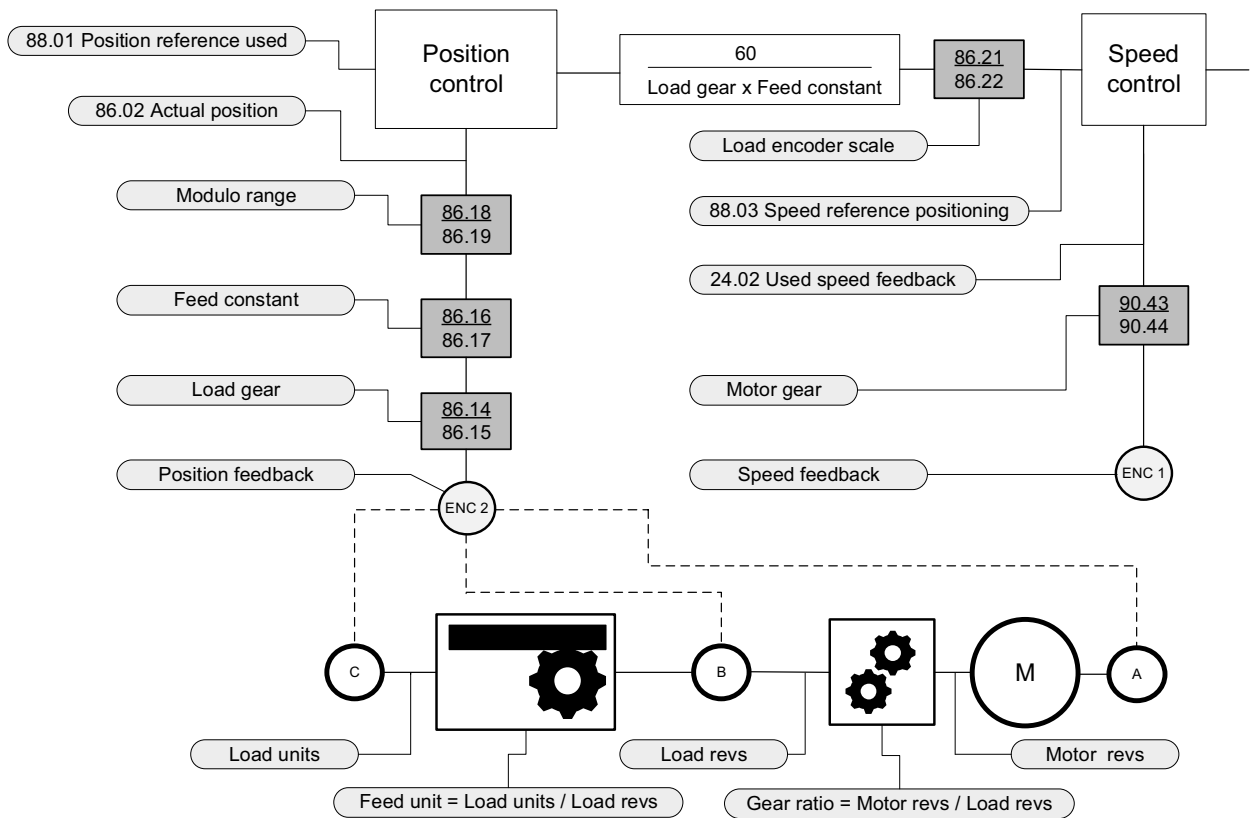 88.01 Position reference used
Position
control
60
Load gear x Feed constant
86.21
86.22
Speed
control
86.02 Actual position
Load encoder scale
Modulo range
86.18
86.19
88.03 Speed reference positioning
24.02 Used speed feedback
Feed constant
86.16
86.17
90.43
90.44
Load gear
86.14
86.15
Motor gear
Position feedback
ENC 2
Speed feedback
ENC 1
C
B
M
A
Load units
Load revs
Motor revs
Feed unit = Load units / Load revs
Gear ratio = Motor revs / Load revs